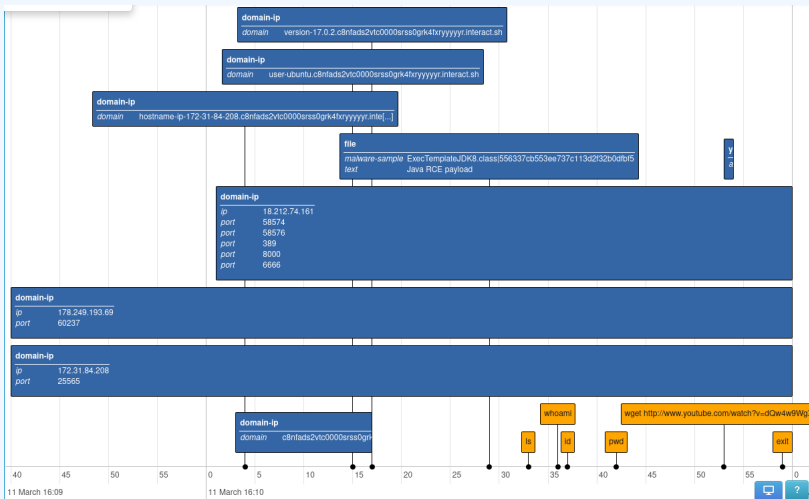 domain-ip
domain version-17.0.2.c8nfads2vtc0000srss0grk4fxryyyyyr.interact.sh
domain-ip
domain user-ubuntu.c8nfads2vtc0000srss0grk4fxryyyyyr.interact.sh
domain-ip
domain hostname-ip-172-31-84-208.c8nfads2vtc0000srss0grk4fxryyyyyr.inte[...]
file
malware-sample ExecTemplateJDK8.class|556337cb553ee737c113d2f32b0dfbf5
text Java RCE payload
y
a
domain-ip
ip 18.212.74.161
port 58574
port 58576
port 389
port 8000
port 6666
domain-ip
ip 178.249.193.69
port 60237
domain-ip
ip 172.31.84.208
port 25565
whoami
wget http://www.youtube.com/watch?v=dQw4w9Wg
domain-ip
domain c8nfads2vtc0000srss0gr
ls
id
pwd
exit
40 45 50 55 0 5 10 15 20 25 30 35 40 45 50 55 0
11 March 16:09
11 March 16:10
?